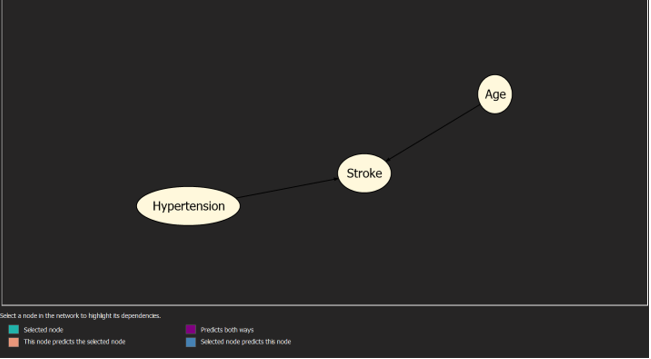 Age
Stroke
Hypertension
Select a node in the network to highlight its dependencies.
Selected node
Predicts both ways
This node predicts the selected node
Selected node predicts this node